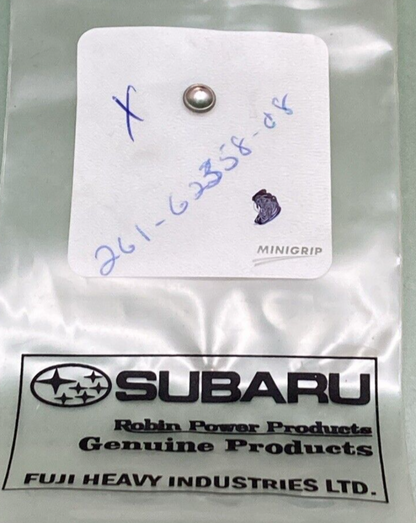 X
261-62358-08
MINIGRIP
SUBARU
Robin Power Products
Genuine Products
FUJI HEAVY INDUSTRIES LTD.